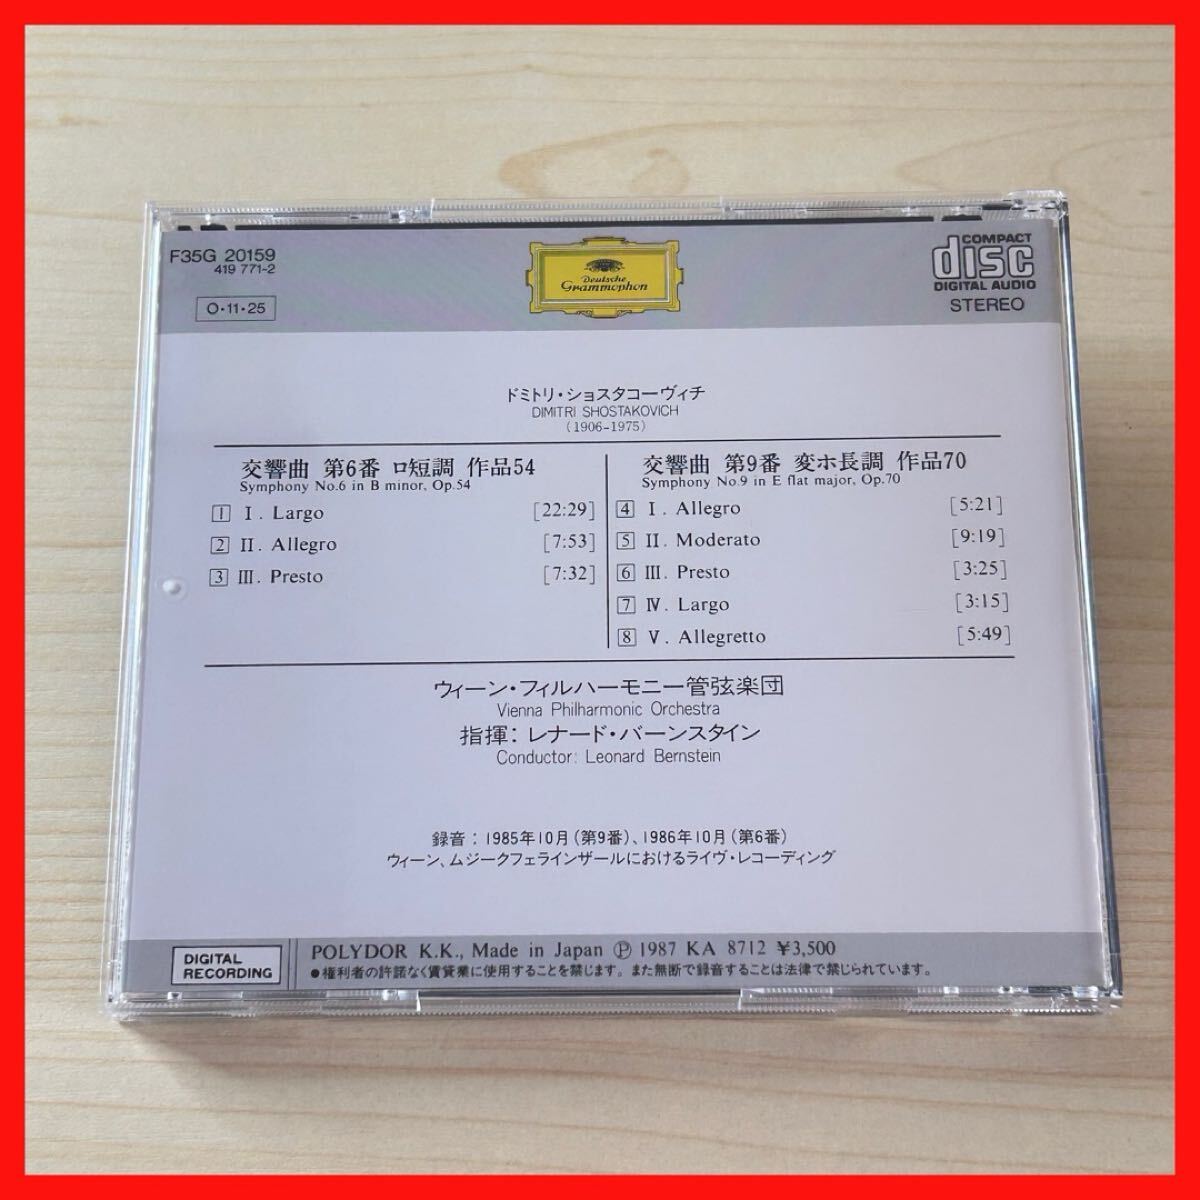 F35G 20159
419 771-2
O・11・25
Deutsche
Grammophon
COMPACT
disc
DIGITAL AUDIO
STEREO
ドミトリ・ショスタコーヴィチ
DIMITRI SHOSTAKOVICH
(1906-1975)
交響曲 第6番 ロ短調 作品54
Symphony No.6 in B minor, Op.54
1 I. Largo [22:29]
2 II. Allegro [7:53]
3 III. Presto [7:32]
交響曲 第9番 変ホ長調 作品70
Symphony No.9 in E flat major, Op.70
4 I. Allegro [5:21]
5 II. Moderato [9:19]
6 III. Presto [3:25]
7 IV. Largo [3:15]
8 V. Allegretto [5:49]
ウィーン・フィルハーモニー管弦楽団
Vienna Philharmonic Orchestra
指揮: レナード・バーンスタイン
Conductor: Leonard Bernstein
録音: 1985年10月(第9番)、1986年10月(第6番)
ウィーン、ムジークフェラインザールにおけるライヴ・レコーディング
DIGITAL
RECORDING
POLYDOR K.K., Made in Japan Ⓟ 1987 KA 8712 ¥3,500
●権利者の許諾なく賃貸業に使用することを禁じます。また無断で録音することは法律で禁じられています。